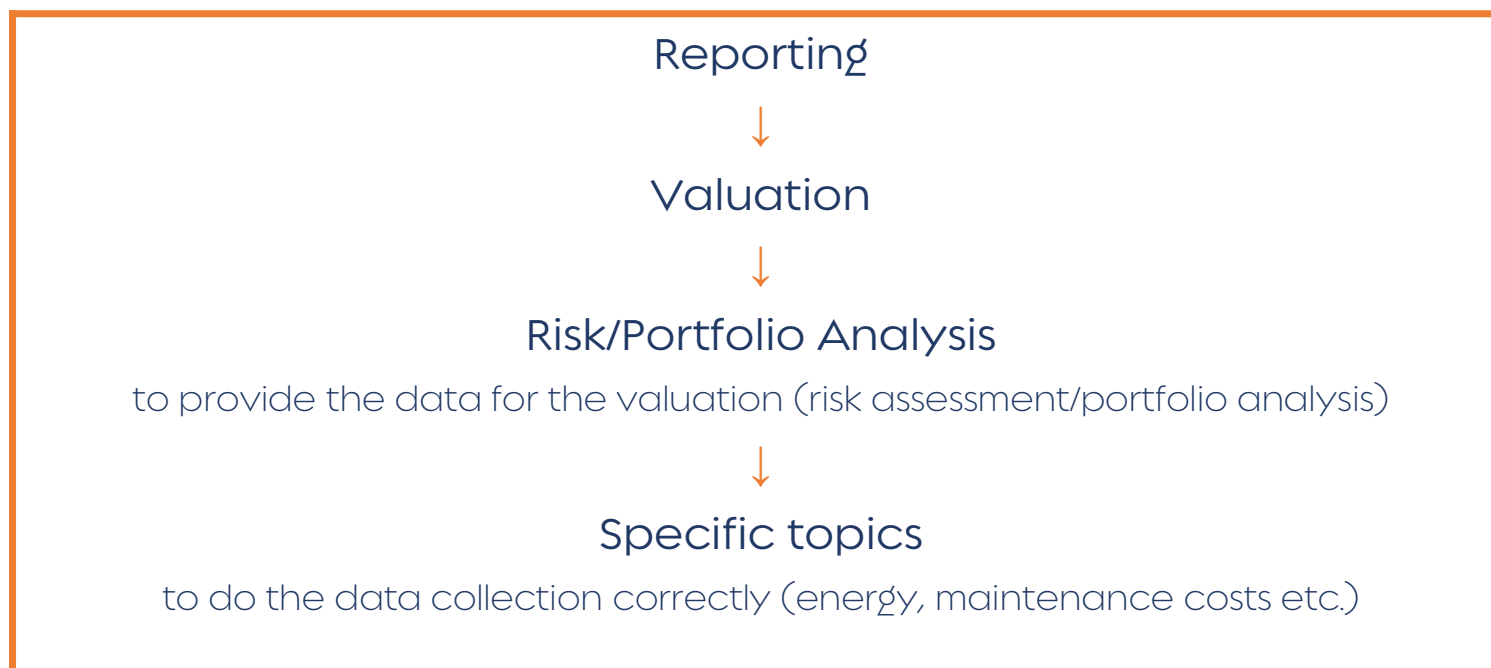 Reporting
↓
Valuation
↓
Risk/Portfolio Analysis
to provide the data for the valuation (risk assessment/portfolio analysis)
↓
Specific topics
to do the data collection correctly (energy, maintenance costs etc.)